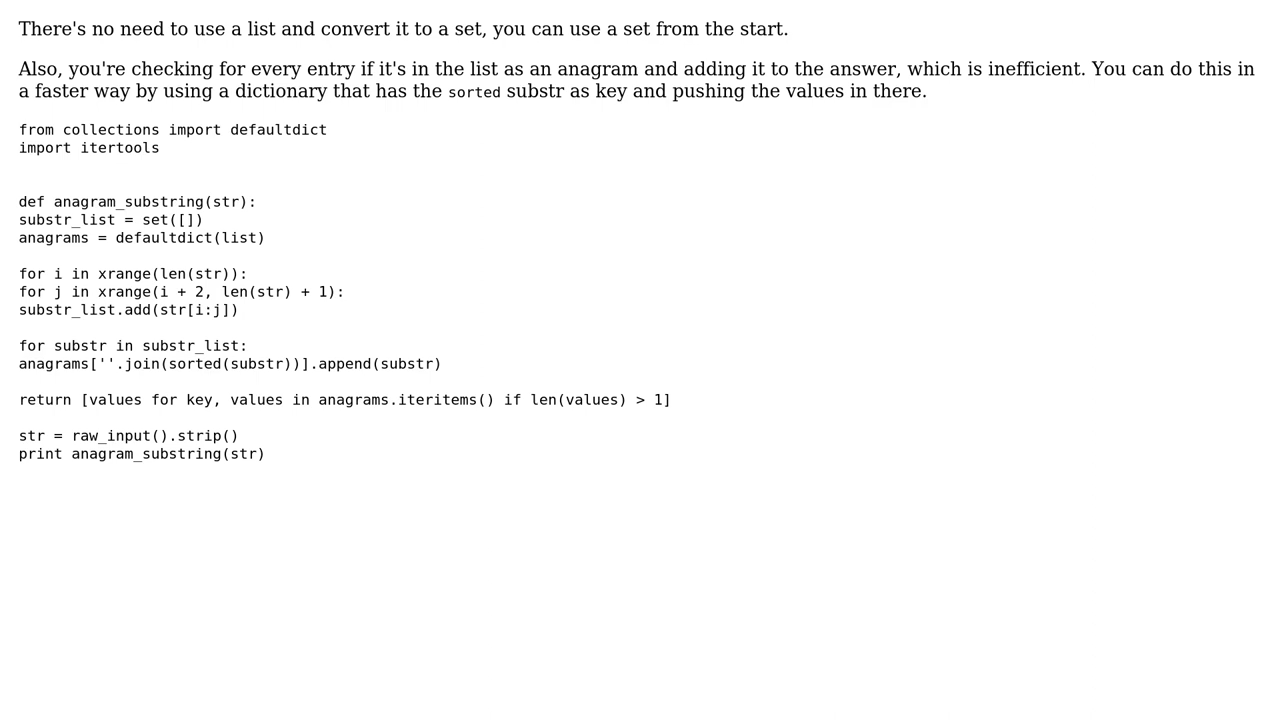 There's no need to use a list and convert it to a set, you can use a set from the start.
Also, you're checking for every entry if it's in the list as an anagram and adding it to the answer, which is inefficient. You can do this in
a faster way by using a dictionary that has the sorted substr as key and pushing the values in there.
from collections import defaultdict
import itertools
def anagram_substring(str):
substr_list = set([])
anagrams = defaultdict(list)
for i in xrange(len(str)):
for j in xrange(i + 2, len(str) + 1):
substr_list.add(str[i:j])
for substr in substr_list:
anagrams[''.join(sorted(substr))].append(substr)
return [values for key, values in anagrams.iteritems() if len(values) > 1]
str = raw_input().strip()
print anagram_substring(str)